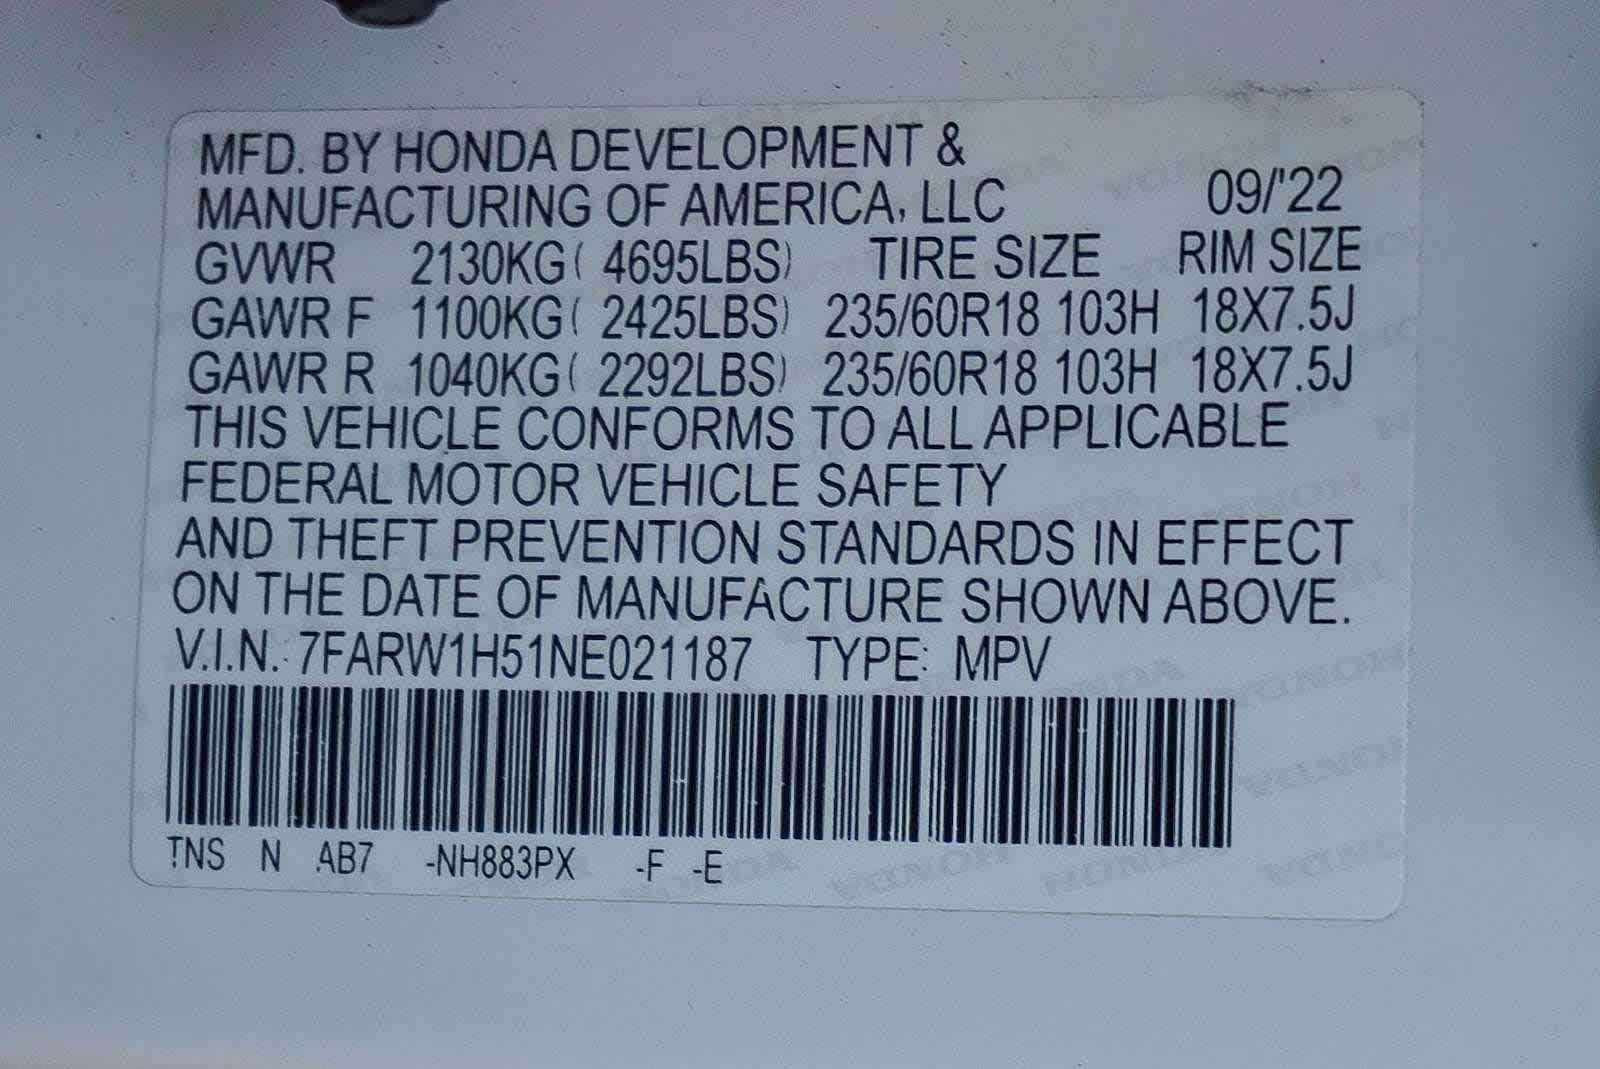 MFD. BY HONDA DEVELOPMENT &
MANUFACTURING OF AMERICA, LLC 09/'22
GVWR 2130KG( 4695LBS) TIRE SIZE RIM SIZE
GAWR F 1100KG( 2425LBS) 235/60R18 103H 18X7.5J
GAWR R 1040KG( 2292LBS) 235/60R18 103H 18X7.5J
THIS VEHICLE CONFORMS TO ALL APPLICABLE
FEDERAL MOTOR VEHICLE SAFETY
AND THEFT PREVENTION STANDARDS IN EFFECT
ON THE DATE OF MANUFACTURE SHOWN ABOVE.
V.I.N.: 7FARW1H51NE021187 TYPE: MPV
TNS N AB7 -NH883PX -F -E